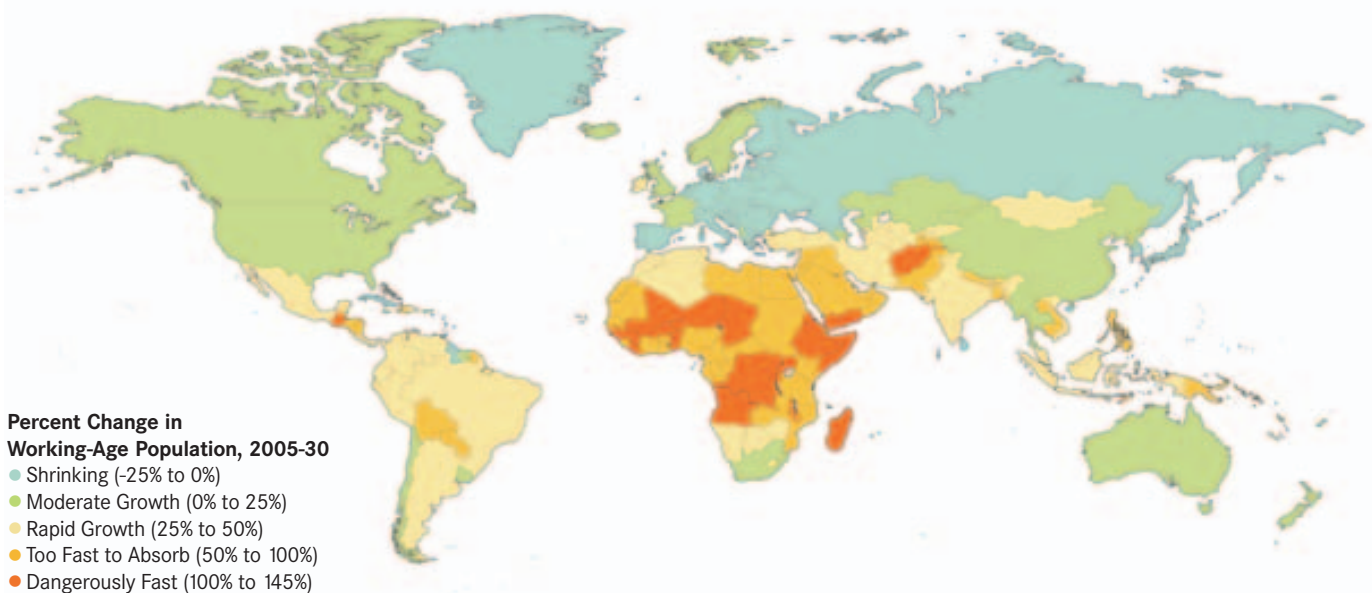 Percent Change in
Working-Age Population, 2005-30
Shrinking (-25% to 0%)
Moderate Growth (0% to 25%)
Rapid Growth (25% to 50%)
Too Fast to Absorb (50% to 100%)
Dangerously Fast (100% to 145%)